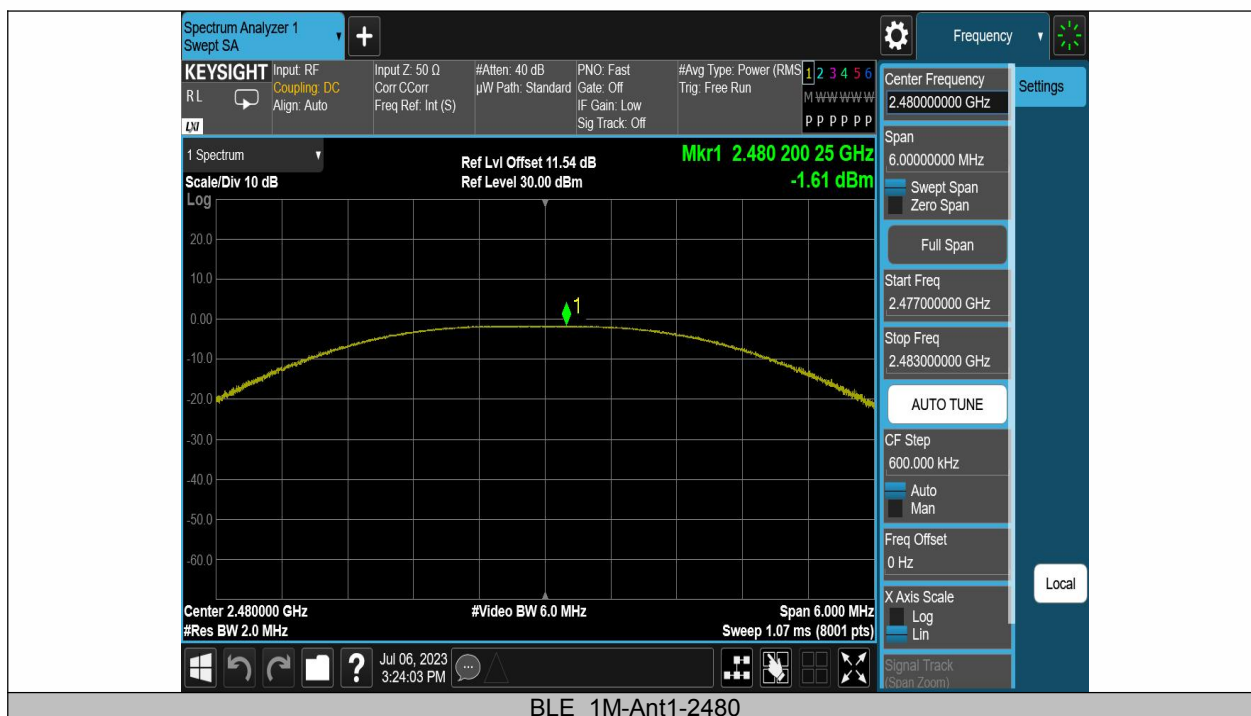 Spectrum Analyzer 1
Swept SA
+
Frequency
KEYSIGHT
RL
LXI
Input: RF
Coupling: DC
Align: Auto
Input Z: 50 Ω
Corr CCorr
Freq Ref: Int (S)
#Atten: 40 dB
µW Path: Standard
PNO: Fast
Gate: Off
IF Gain: Low
Sig Track: Off
#Avg Type: Power (RMS
Trig: Free Run
1 2 3 4 5 6
M W W W W W
P P P P P P
Center Frequency
2.480000000 GHz
Settings
Span
6.00000000 MHz
Swept Span
Zero Span
Full Span
Start Freq
2.477000000 GHz
Stop Freq
2.483000000 GHz
AUTO TUNE
CF Step
600.000 kHz
Auto
Man
Freq Offset
0 Hz
X Axis Scale
Log
Lin
Signal Track
(Span Zoom)
Local
1 Spectrum
Scale/Div 10 dB
Log
Ref Lvl Offset 11.54 dB
Ref Level 30.00 dBm
Mkr1 2.480 200 25 GHz
-1.61 dBm
20.0
10.0
0.00
-10.0
-20.0
-30.0
-40.0
-50.0
-60.0
1
Center 2.480000 GHz
#Res BW 2.0 MHz
#Video BW 6.0 MHz
Span 6.000 MHz
Sweep 1.07 ms (8001 pts)
?
Jul 06, 2023
3:24:03 PM
BLE_1M-Ant1-2480